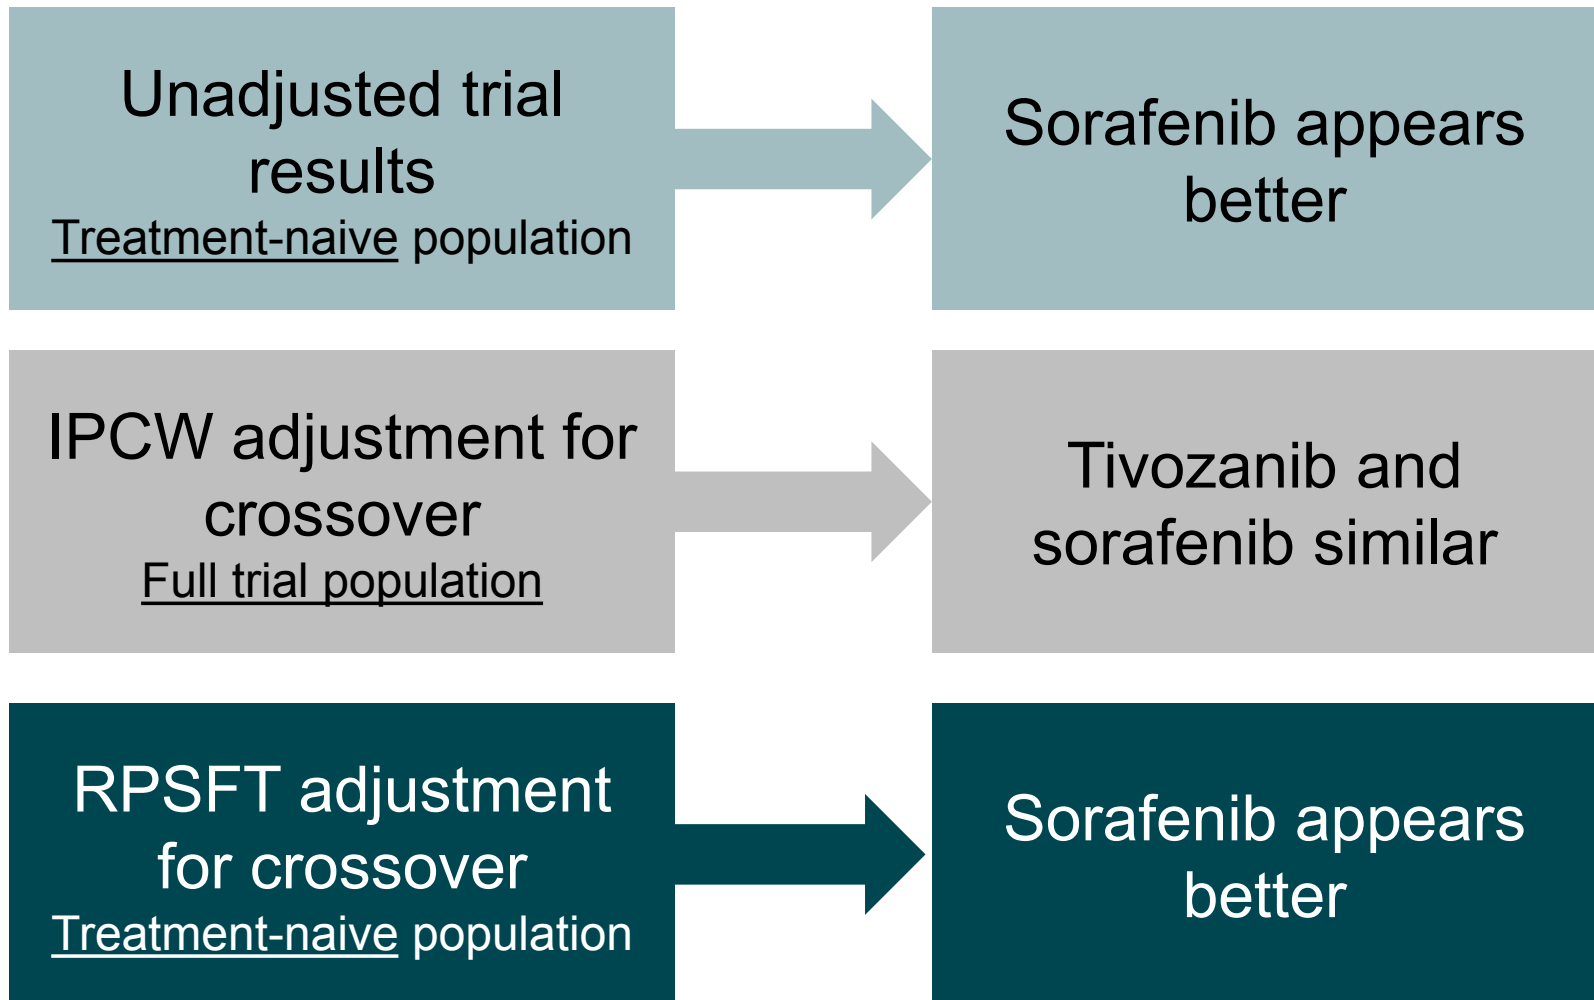 Unadjusted trial
results
Treatment-naive population
Sorafenib appears
better
IPCW adjustment for
crossover
Full trial population
Tivozanib and
sorafenib similar
RPSFT adjustment
for crossover
Treatment-naive population
Sorafenib appears
better